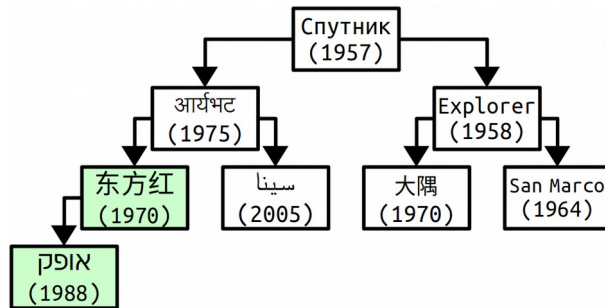 Спутник
(1957)
आर्यभट
(1975)
Explorer
(1958)
东方红
(1970)
سينا
(2005)
大隅
(1970)
San Marco
(1964)
אופק
(1988)